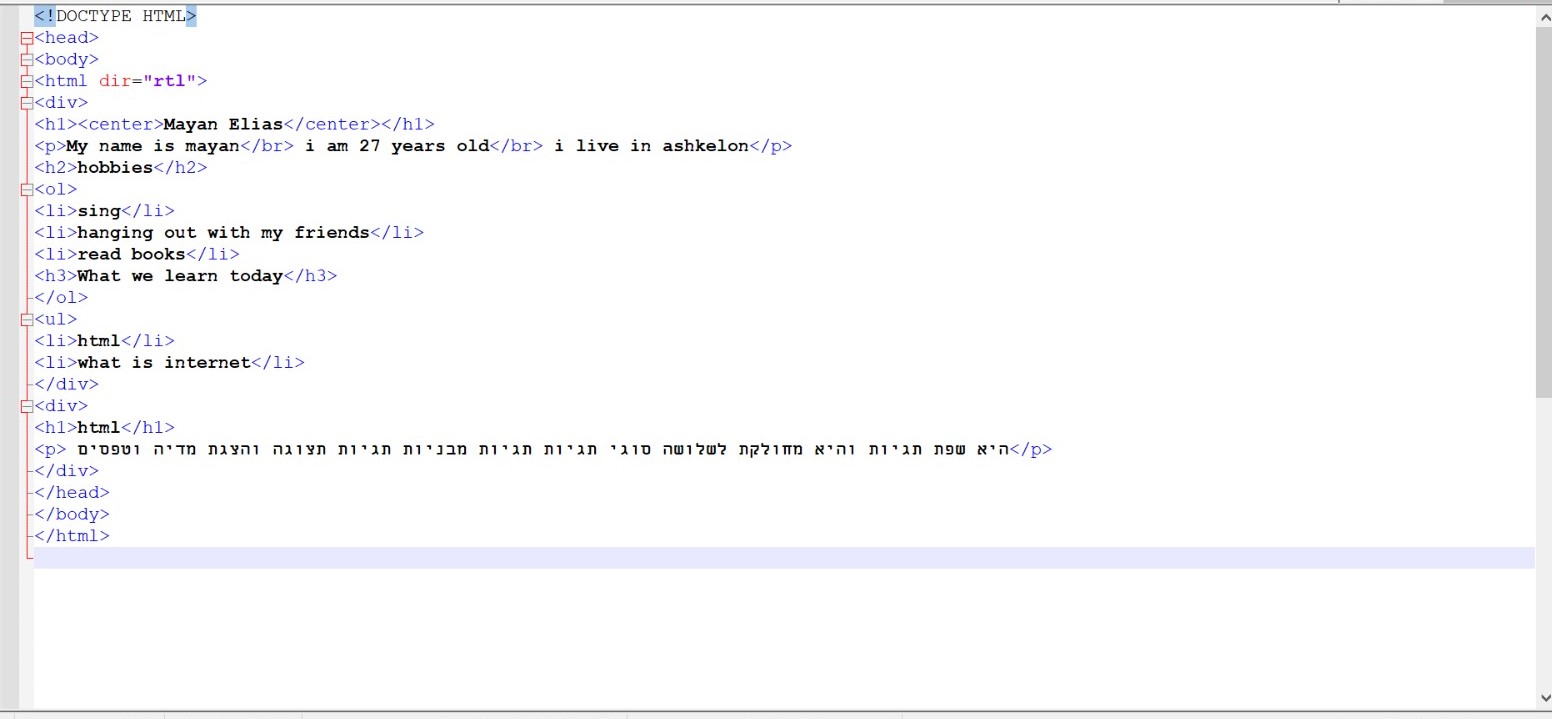 <!DOCTYPE HTML>
<head>
<body>
<html dir="rtl">
<div>
<h1><center>Mayan Elias</center></h1>
<p>My name is mayan</br> i am 27 years old</br> i live in ashkelon</p>
<h2>hobbies</h2>
<ol>
<li>sing</li>
<li>hanging out with my friends</li>
<li>read books</li>
<h3>What we learn today</h3>
</ol>
<ul>
<li>html</li>
<li>what is internet</li>
</div>
<div>
<h1>html</h1>
<p> היא שפת תגיות והיא מחולקת לשלושה סוגי תגיות תגיות מבניות תגיות תצוגה והצגת מדיה וטפסים</p>
</div>
</head>
</body>
</html>